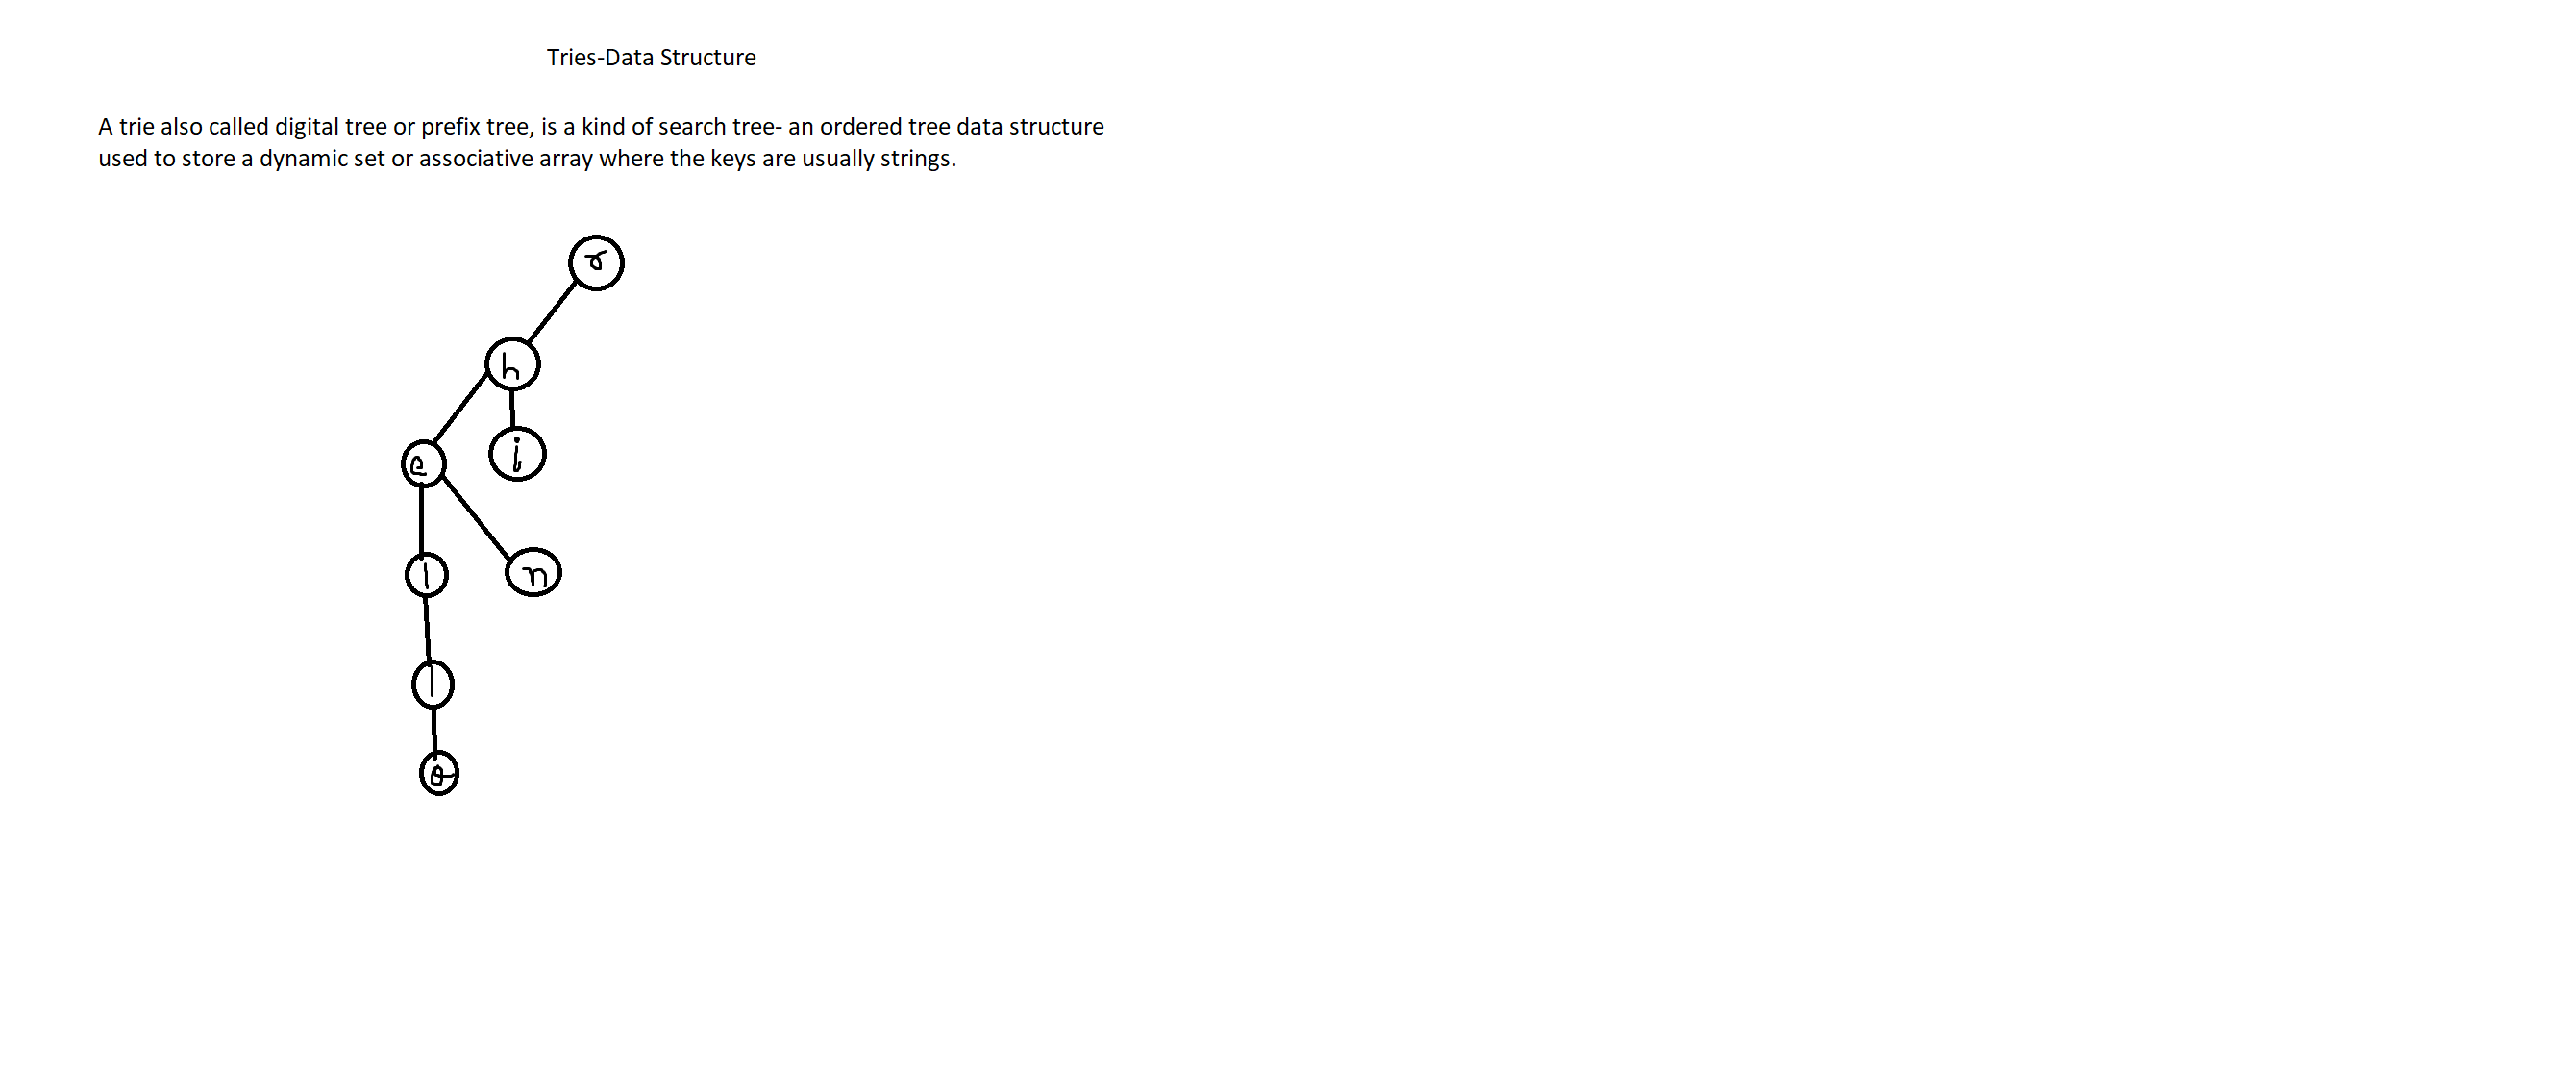 Tries-Data Structure
A trie also called digital tree or prefix tree, is a kind of search tree- an ordered tree data structure
used to store a dynamic set or associative array where the keys are usually strings.
h
i
e
l
n
l
o